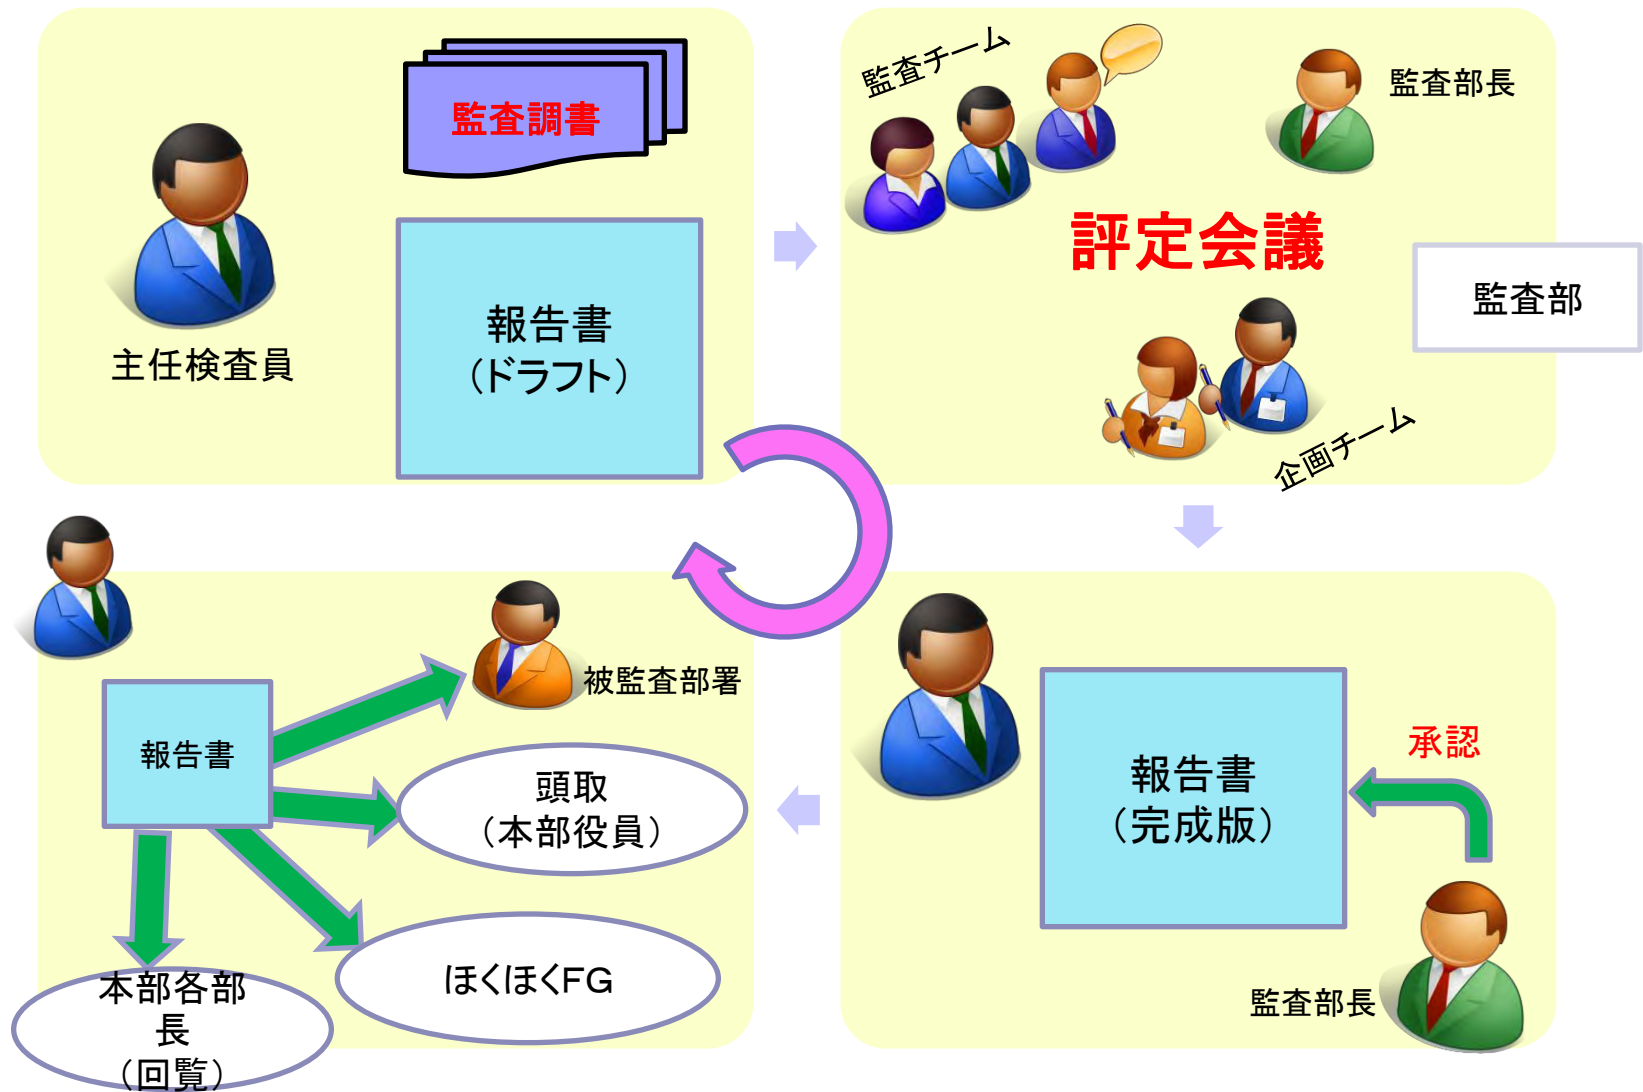 監査調書
報告書
（ドラフト）
主任検査員
監査チーム
監査部長
評定会議
監査部
企画チーム
被監査部署
報告書
頭取
（本部役員）
ほくほくFG
本部各部
長
（回覧）
承認
報告書
（完成版）
監査部長